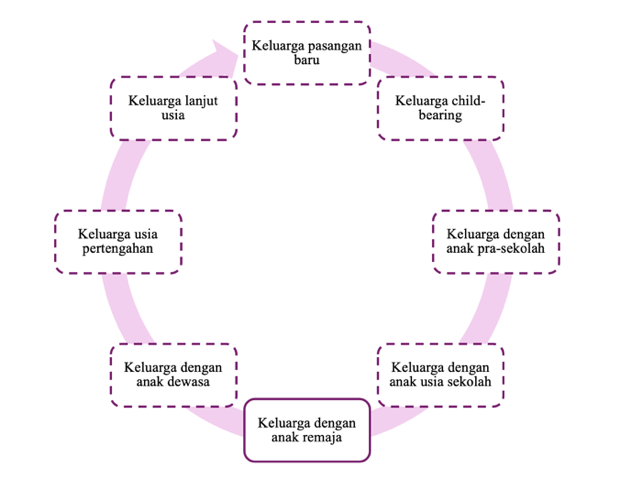 Keluarga pasangan
baru
Keluarga child-
bearing
Keluarga dengan
anak pra-sekolah
Keluarga dengan
anak usia sekolah
Keluarga dengan
anak remaja
Keluarga dengan
anak dewasa
Keluarga usia
pertengahan
Keluarga lanjut
usia